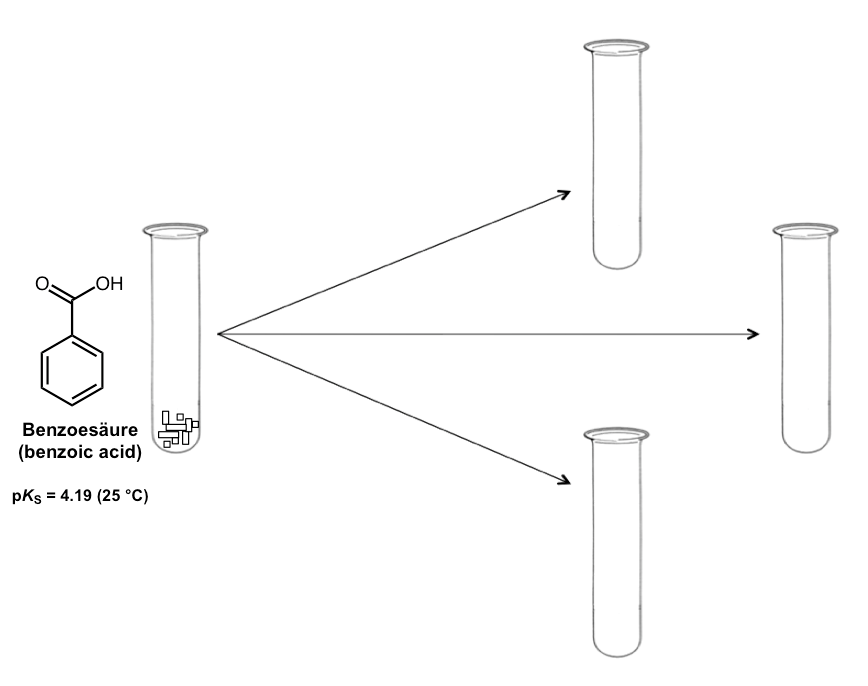 O
OH
Benzoesäure
(benzoic acid)
pKS = 4.19 (25 °C)